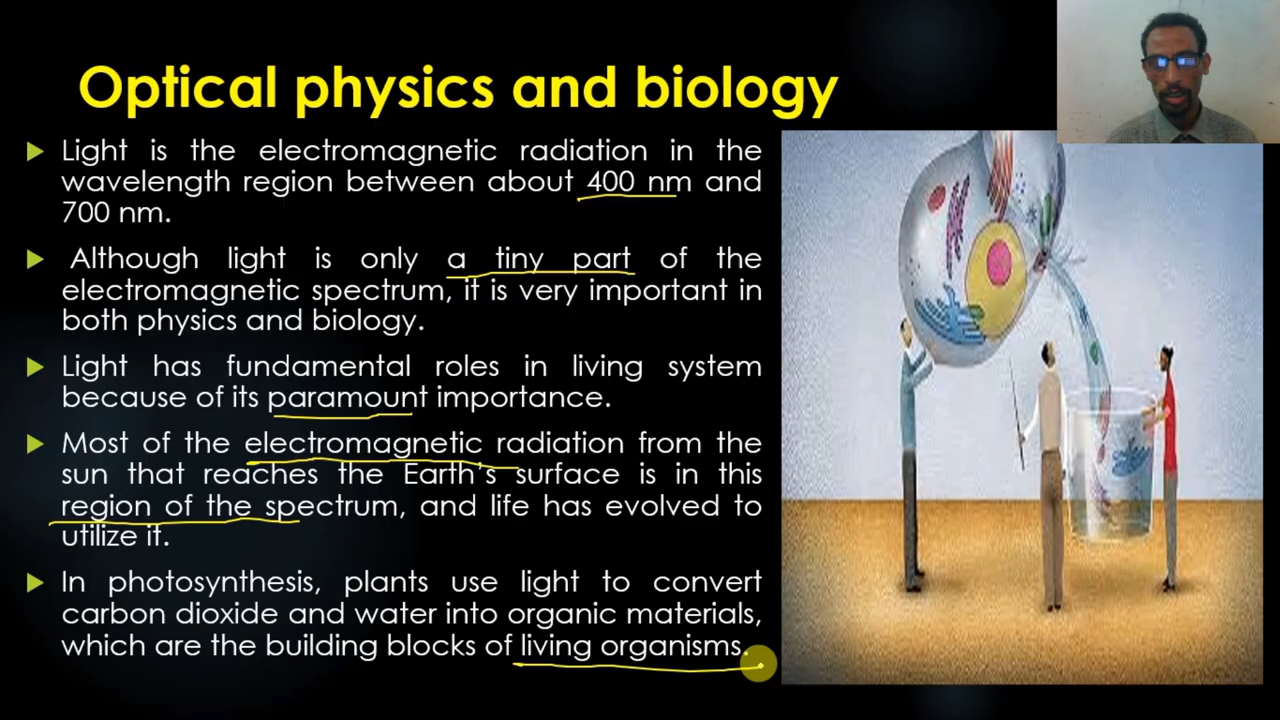 Optical physics and biology
Light is the electromagnetic radiation in the
wavelength region between about 400 nm and
700 nm.
Although light is only a tiny part of the
electromagnetic spectrum, it is very important in
both physics and biology.
Light has fundamental roles in living system
because of its paramount importance.
Most of the electromagnetic radiation from the
sun that reaches the Earth's surface is in this
region of the spectrum, and life has evolved to
utilize it.
In photosynthesis, plants use light to convert
carbon dioxide and water into organic materials,
which are the building blocks of living organisms.